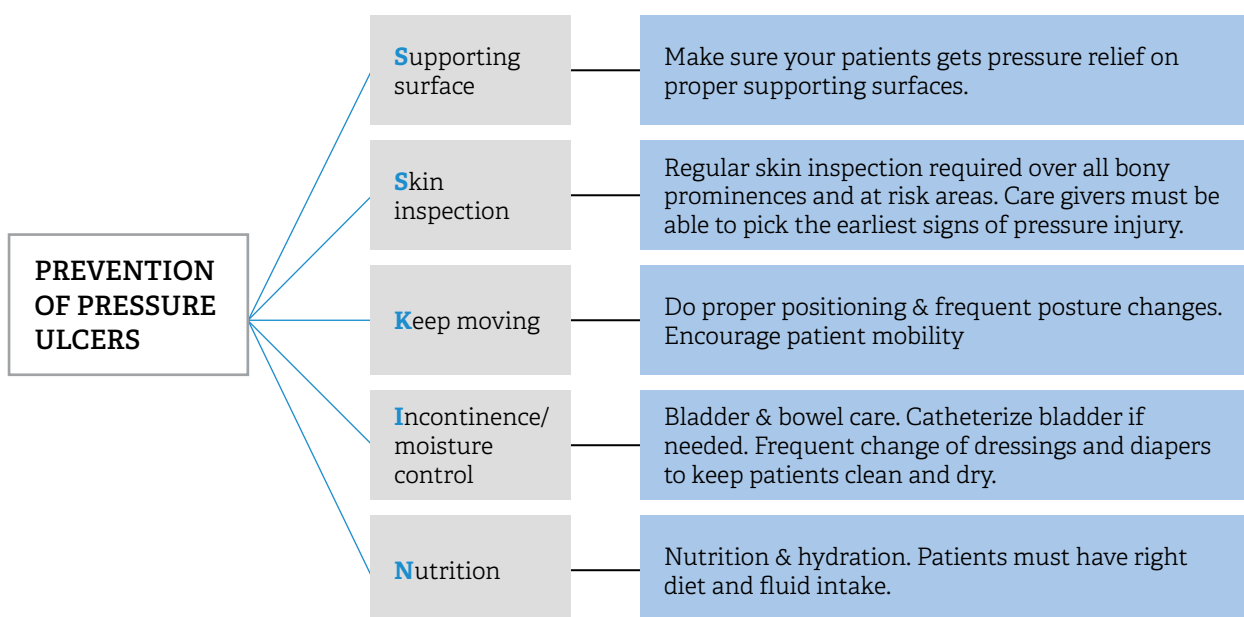 PREVENTION
OF PRESSURE
ULCERS
Supporting
surface
Make sure your patients gets pressure relief on
proper supporting surfaces.
Skin
inspection
Regular skin inspection required over all bony
prominences and at risk areas. Care givers must be
able to pick the earliest signs of pressure injury.
Keep moving
Do proper positioning & frequent posture changes.
Encourage patient mobility
Incontinence/
moisture
control
Bladder & bowel care. Catheterize bladder if
needed. Frequent change of dressings and diapers
to keep patients clean and dry.
Nutrition
Nutrition & hydration. Patients must have right
diet and fluid intake.